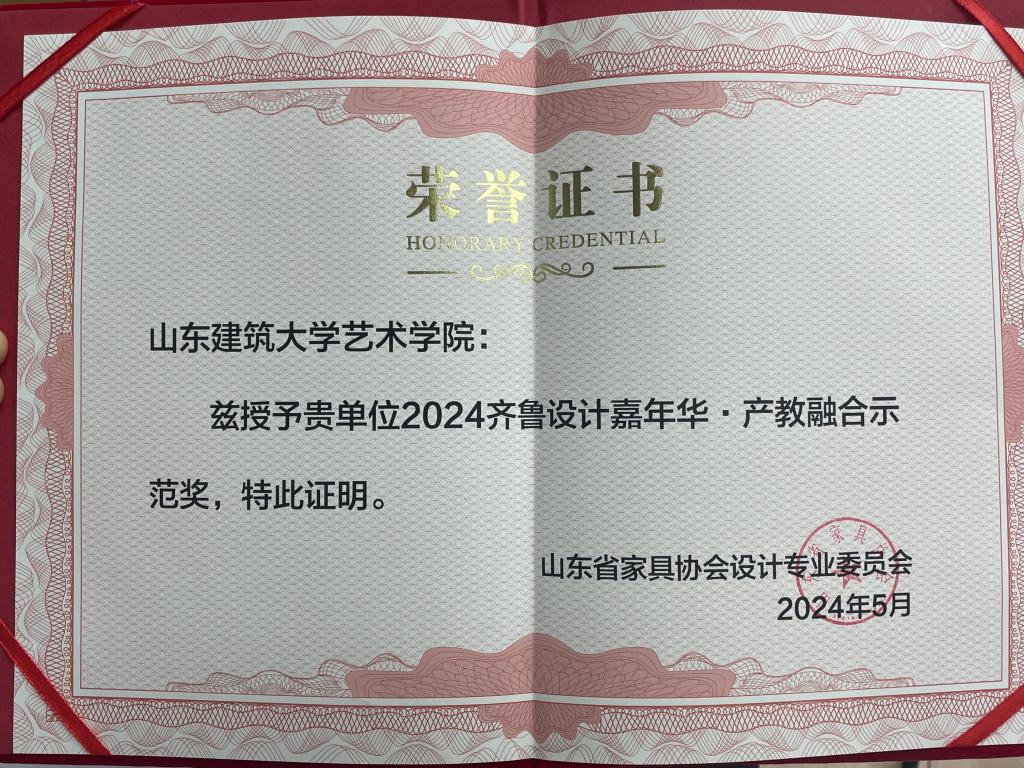 荣誉证书
HONORARY CREDENTIAL
山东建筑大学艺术学院：
兹授予贵单位2024齐鲁设计嘉年华·产教融合示
范奖，特此证明。
山东省家具协会设计专业委员会
2024年5月